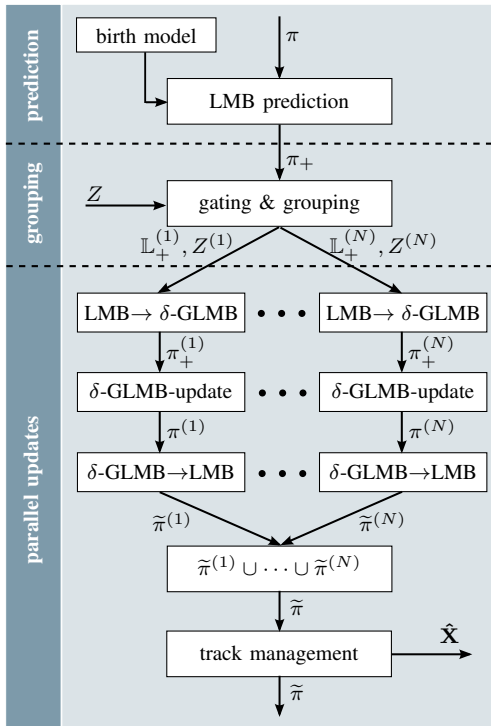 prediction
birth model
π
LMB prediction
π₊
grouping
Z
gating & grouping
𝕃₊⁽¹⁾, Z⁽¹⁾
𝕃₊⁽ᴺ⁾, Z⁽ᴺ⁾
parallel updates
LMB→ δ-GLMB • • • LMB→ δ-GLMB
π₊⁽¹⁾ π₊⁽ᴺ⁾
δ-GLMB-update • • • δ-GLMB-update
π⁽¹⁾ π⁽ᴺ⁾
δ-GLMB→LMB • • • δ-GLMB→LMB
π̃⁽¹⁾ π̃⁽ᴺ⁾
π̃⁽¹⁾ ∪ ⋯ ∪ π̃⁽ᴺ⁾
π̃
track management
X̂
π̃